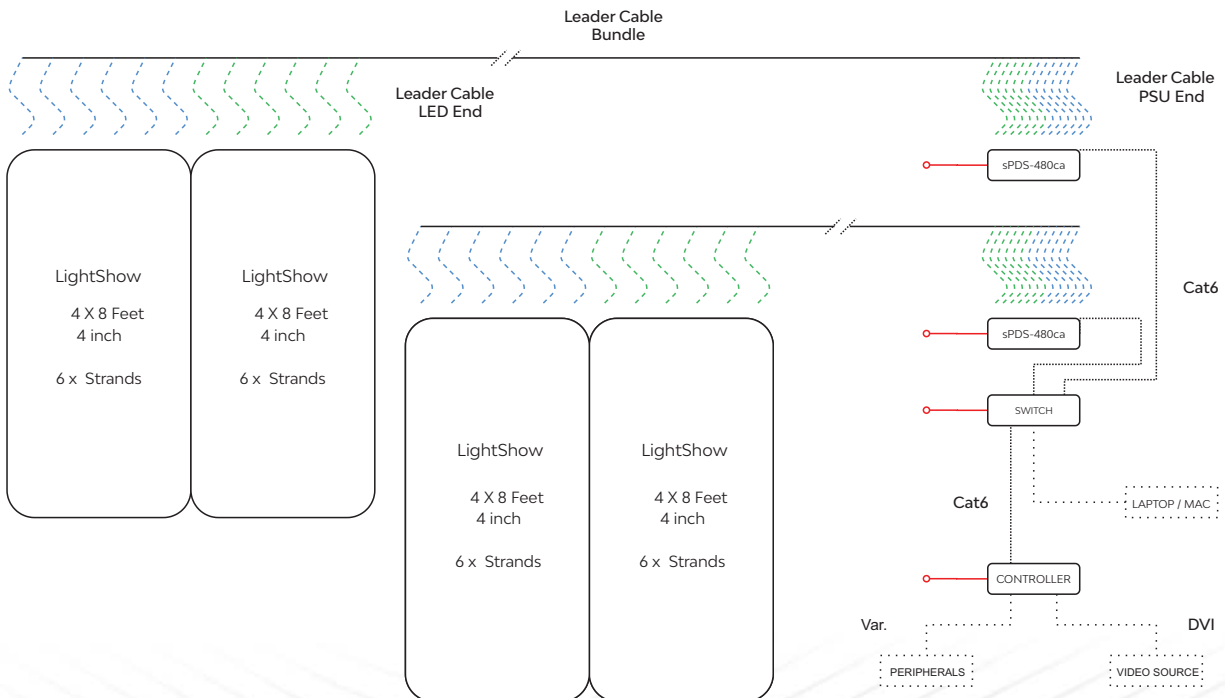 Leader Cable
Bundle
Leader Cable
LED End
Leader Cable
PSU End
sPDS-480ca
LightShow
4 X 8 Feet
4 inch
6 x Strands
LightShow
4 X 8 Feet
4 inch
6 x Strands
Cat6
sPDS-480ca
SWITCH
LightShow
4 X 8 Feet
4 inch
6 x Strands
LightShow
4 X 8 Feet
4 inch
6 x Strands
Cat6
LAPTOP / MAC
CONTROLLER
Var.
DVI
PERIPHERALS
VIDEO SOURCE